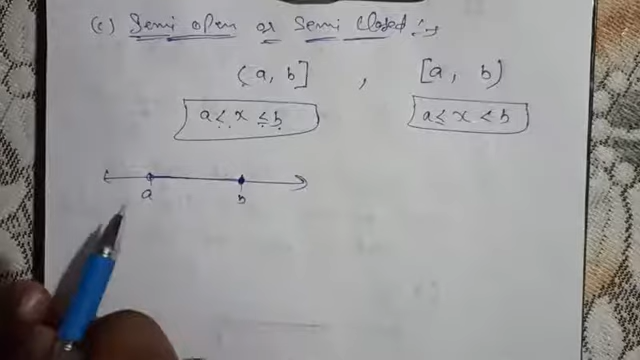 (c) Semi open or Semi Closed :→
(a, b] , [a, b)
a < x ≤ b a ≤ x < b
a b